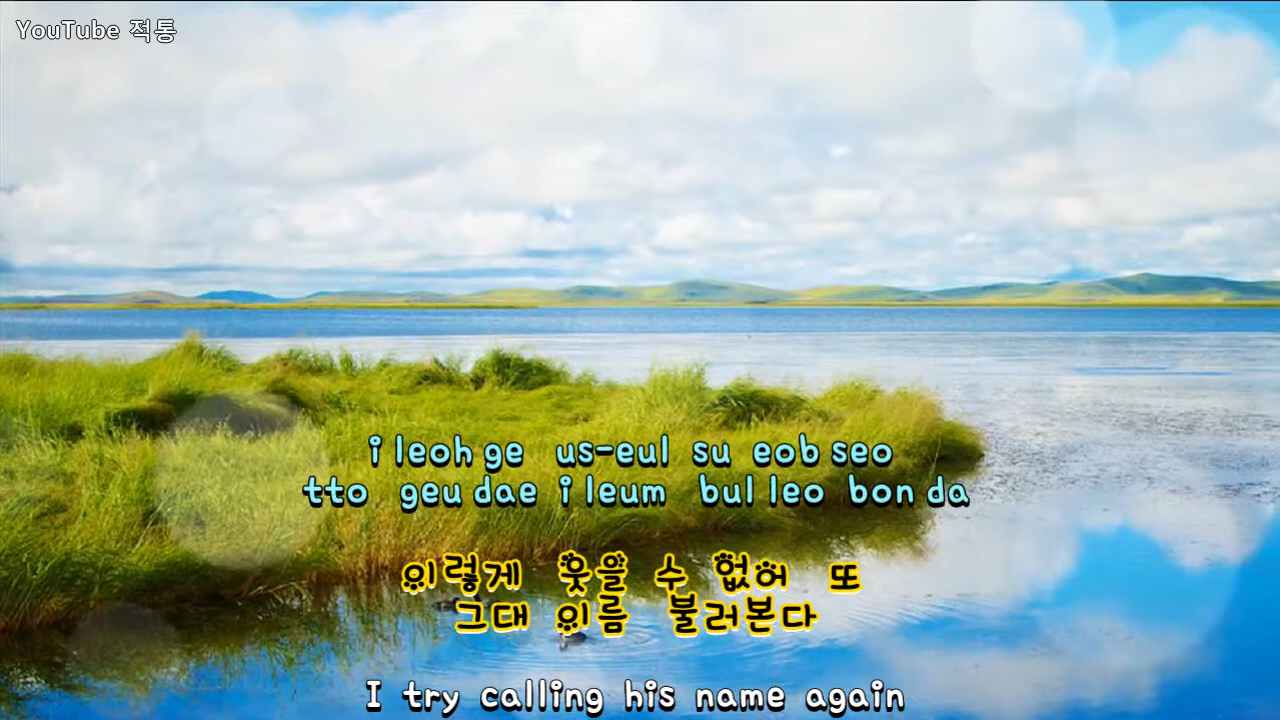 YouTube 적통
i leoh ge us-eul su eob seo
tto geu dae i leum bul leo bon da
이렇게 웃을 수 없어 또
그대 이름 불러본다
I try calling his name again